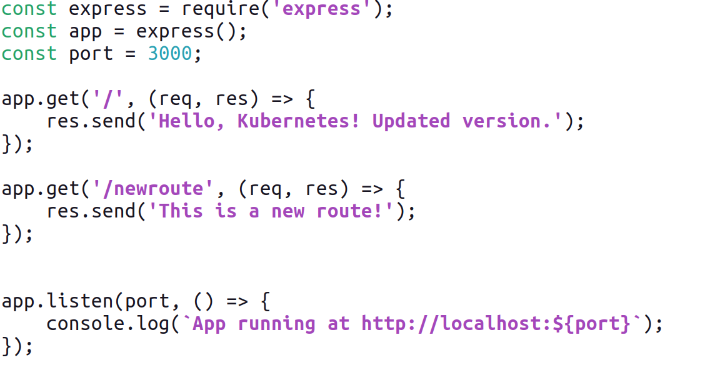 const express = require('express');
const app = express();
const port = 3000;

app.get('/', (req, res) => {
    res.send('Hello, Kubernetes! Updated version.');
});

app.get('/newroute', (req, res) => {
    res.send('This is a new route!');
});


app.listen(port, () => {
    console.log(`App running at http://localhost:${port}`);
});